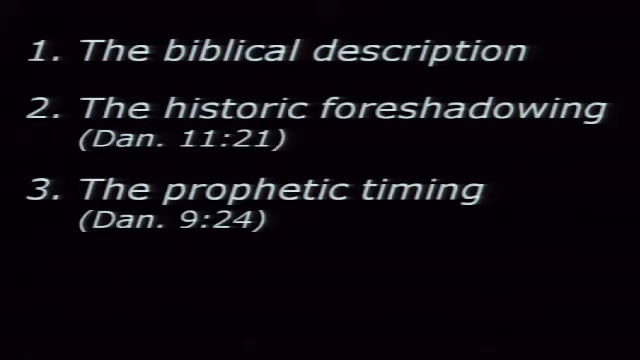 1. The biblical description
2. The historic foreshadowing
(Dan. 11:21)
3. The prophetic timing
(Dan. 9:24)